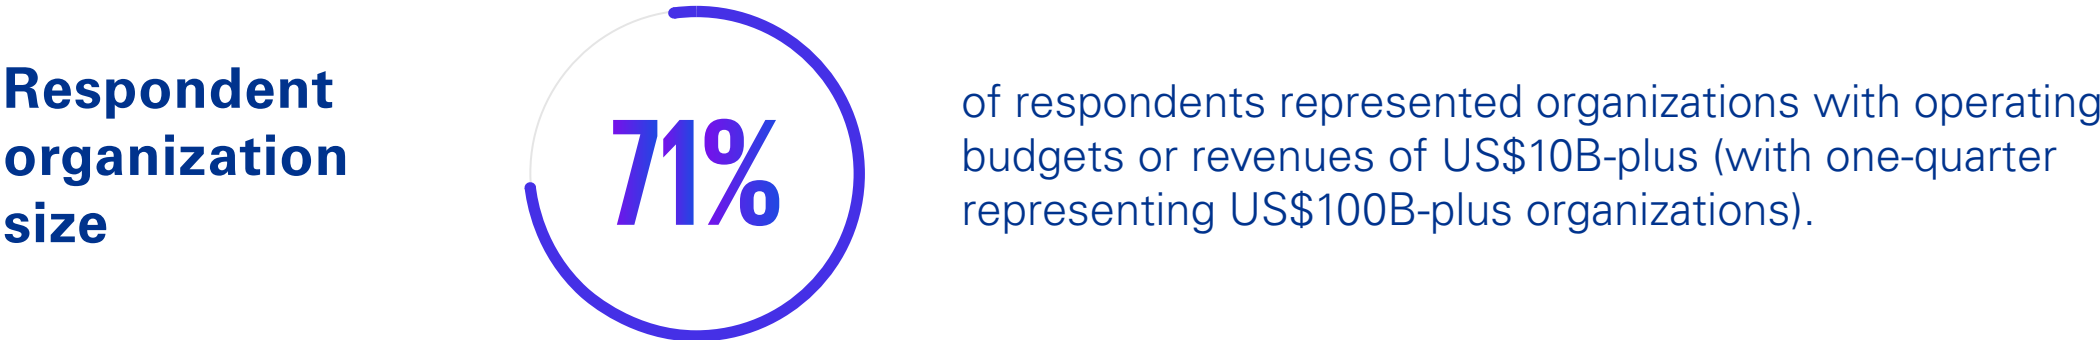 Respondent
organization
size
71%
of respondents represented organizations with operating
budgets or revenues of US$10B-plus (with one-quarter
representing US$100B-plus organizations).